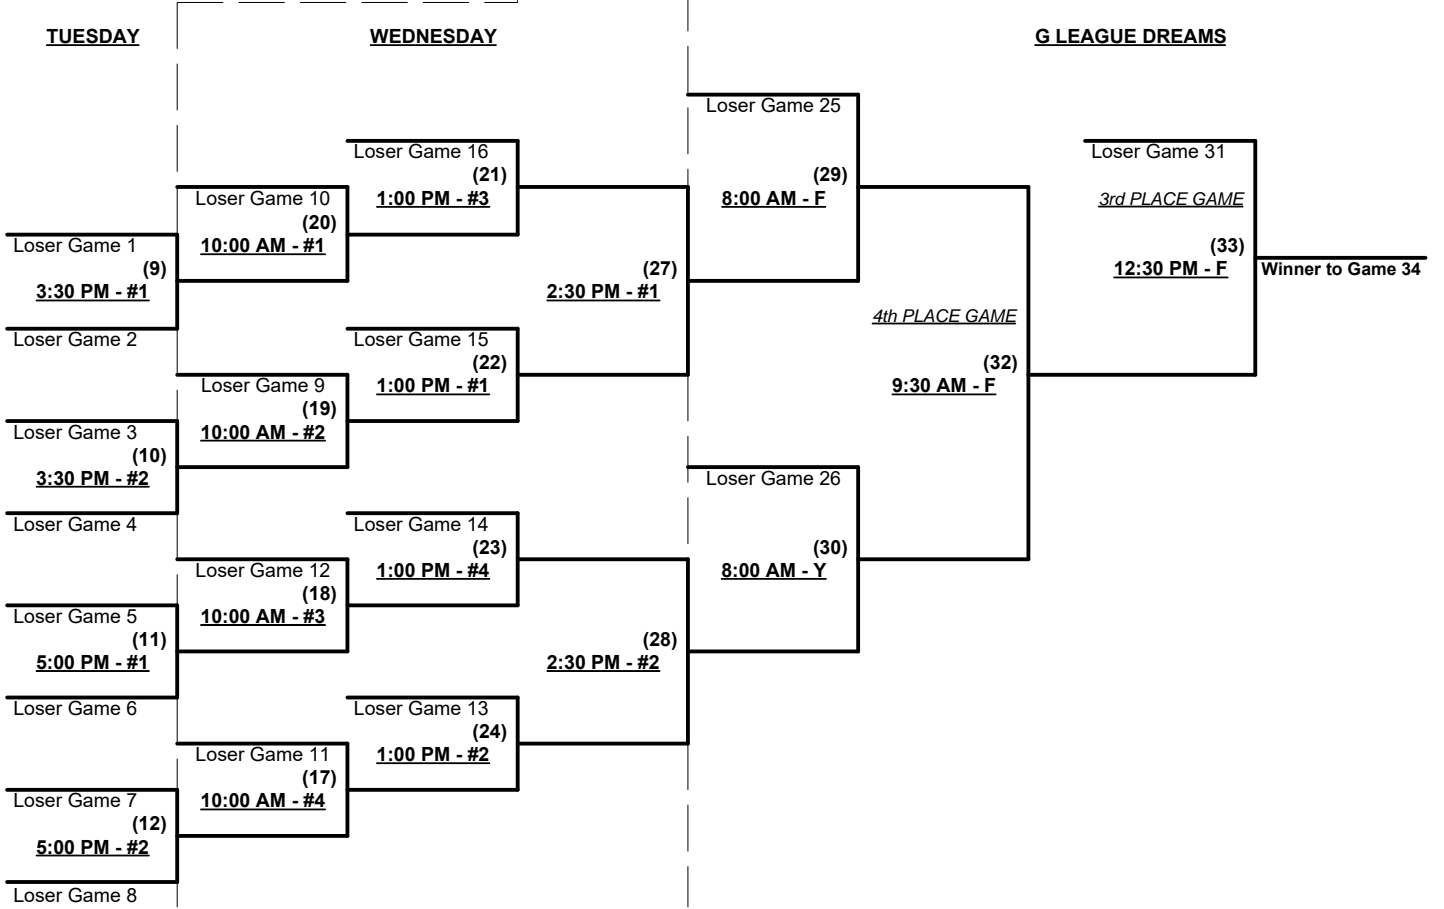 TUESDAY
WEDNESDAY
G LEAGUE DREAMS
Loser Game 1
(9)
3:30 PM - #1
Loser Game 2
Loser Game 3
(10)
3:30 PM - #2
Loser Game 4
Loser Game 5
(11)
5:00 PM - #1
Loser Game 6
Loser Game 7
(12)
5:00 PM - #2
Loser Game 8
Loser Game 10
(20)
10:00 AM - #1
Loser Game 9
(19)
10:00 AM - #2
Loser Game 12
(18)
10:00 AM - #3
Loser Game 11
(17)
10:00 AM - #4
Loser Game 16
(21)
1:00 PM - #3
Loser Game 15
(22)
1:00 PM - #1
Loser Game 14
(23)
1:00 PM - #4
Loser Game 13
(24)
1:00 PM - #2
(27)
2:30 PM - #1
(28)
2:30 PM - #2
Loser Game 25
(29)
8:00 AM - F
Loser Game 26
(30)
8:00 AM - Y
4th PLACE GAME
(32)
9:30 AM - F
Loser Game 31
3rd PLACE GAME
(33)
12:30 PM - F
Winner to Game 34